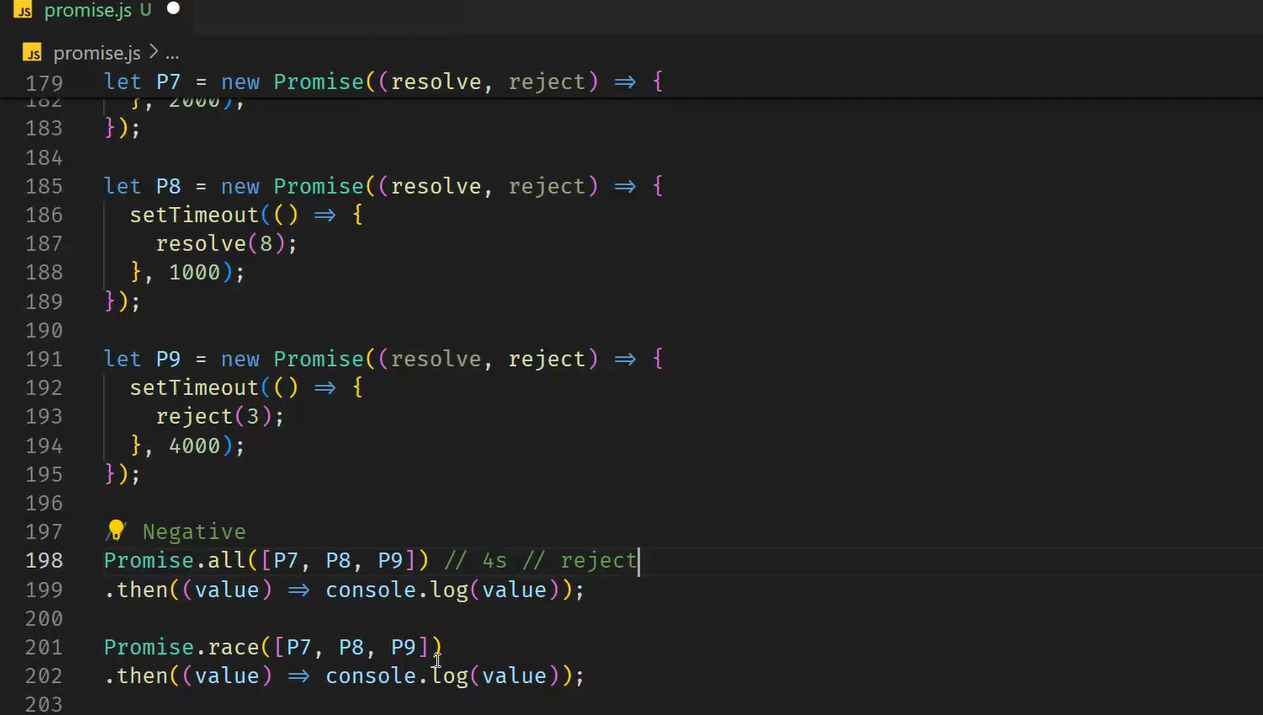 JS promise.js U
JS promise.js > ...
179 let P7 = new Promise((resolve, reject) => {
182 }, 2000);
183 });
184
185 let P8 = new Promise((resolve, reject) => {
186 setTimeout(() => {
187 resolve(8);
188 }, 1000);
189 });
190
191 let P9 = new Promise((resolve, reject) => {
192 setTimeout(() => {
193 reject(3);
194 }, 4000);
195 });
196
197 // Negative
198 Promise.all([P7, P8, P9]) // 4s // reject
199 .then((value) => console.log(value));
200
201 Promise.race([P7, P8, P9])
202 .then((value) => console.log(value));
203